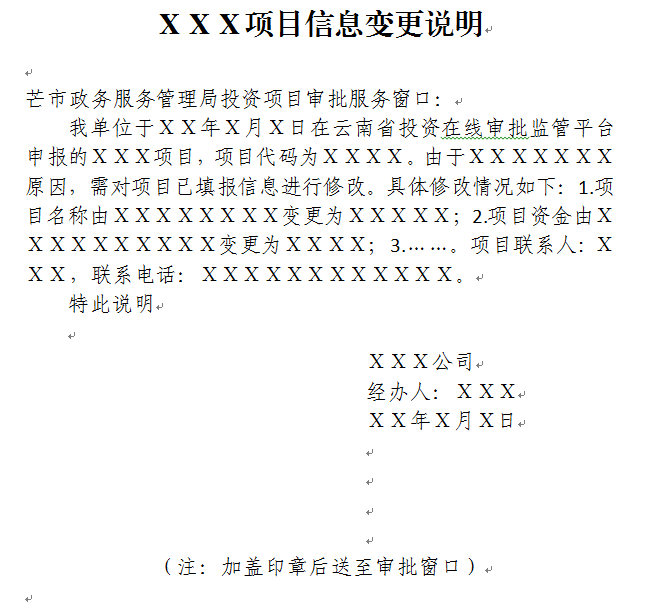 ＸＸＸ项目信息变更说明
芒市政务服务管理局投资项目审批服务窗口：
我单位于ＸＸ年Ｘ月Ｘ日在云南省投资在线审批监管平台
申报的ＸＸＸ项目，项目代码为ＸＸＸＸ。由于ＸＸＸＸＸＸＸ
原因，需对项目已填报信息进行修改。具体修改情况如下：1.项
目名称由ＸＸＸＸＸＸＸＸ变更为ＸＸＸＸＸ；2.项目资金由Ｘ
ＸＸＸＸＸＸＸＸＸ变更为ＸＸＸＸ；3.……。项目联系人：Ｘ
ＸＸ，联系电话：ＸＸＸＸＸＸＸＸＸＸＸＸ。
特此说明
ＸＸＸ公司
经办人：ＸＸＸ
ＸＸ年Ｘ月Ｘ日
（注：加盖印章后送至审批窗口）